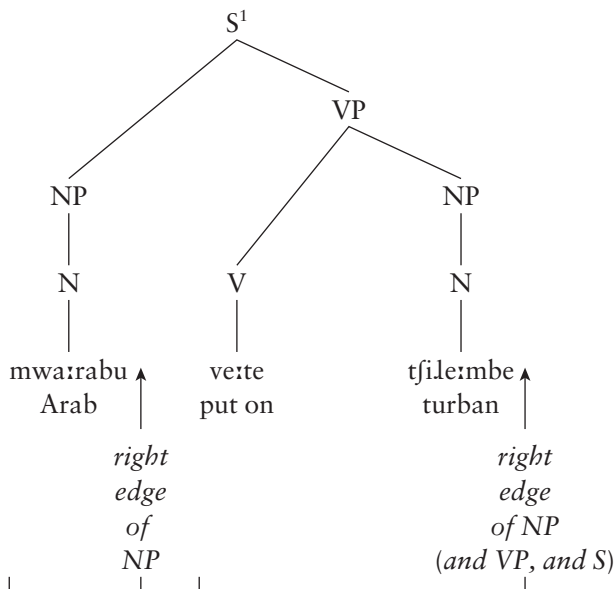 S¹
VP
NP NP
N V N
mwaːrabu veːte tʃiɺeːmbe
Arab put on turban
right right
edge edge
of of NP
NP (and VP, and S)